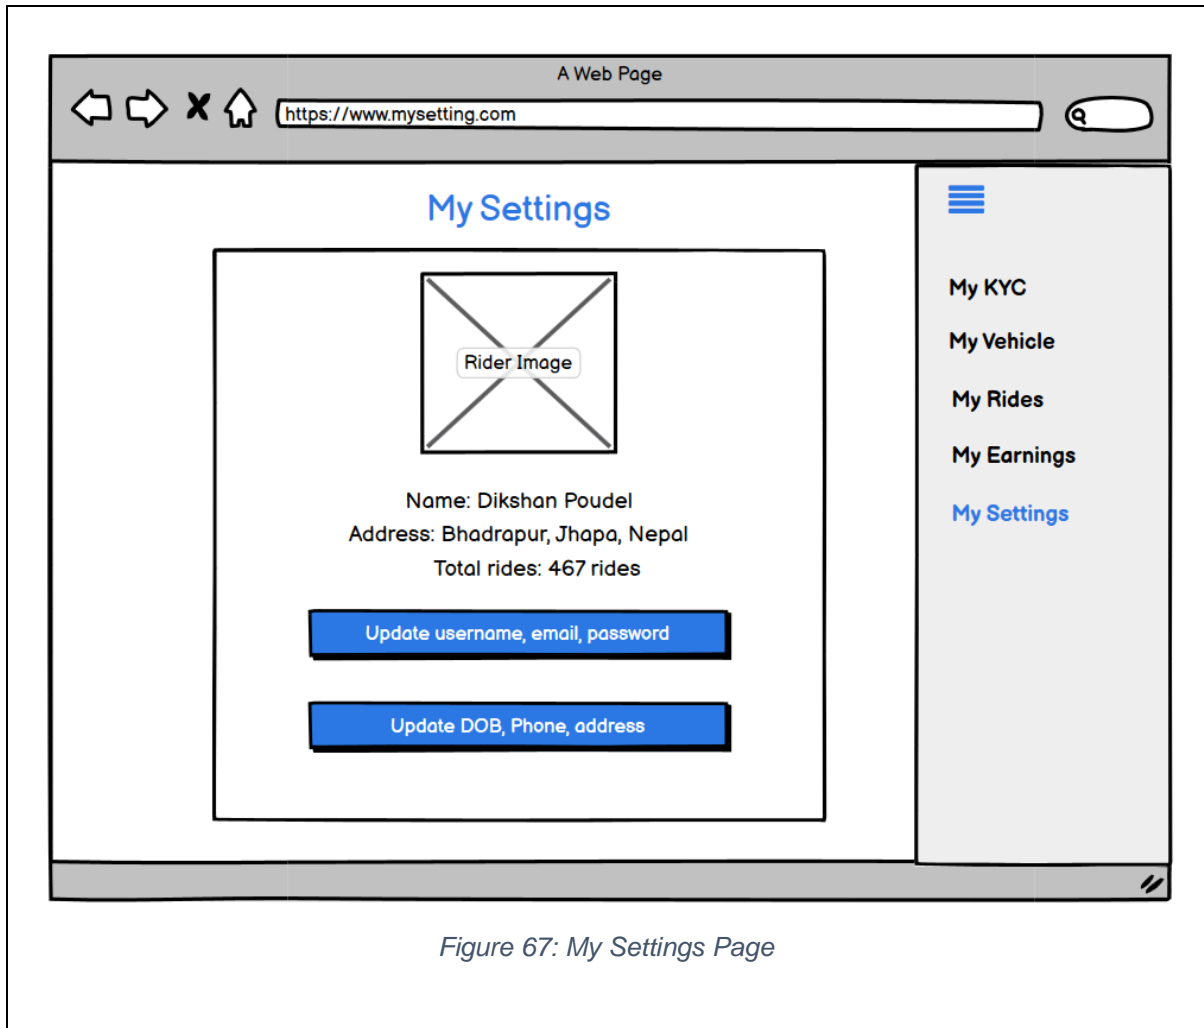 A Web Page
https://www.mysetting.com
My Settings
Rider Image
Name: Dikshan Poudel
Address: Bhadrapur, Jhapa, Nepal
Total rides: 467 rides
Update username, email, password
Update DOB, Phone, address
My KYC
My Vehicle
My Rides
My Earnings
My Settings
Figure 67: My Settings Page